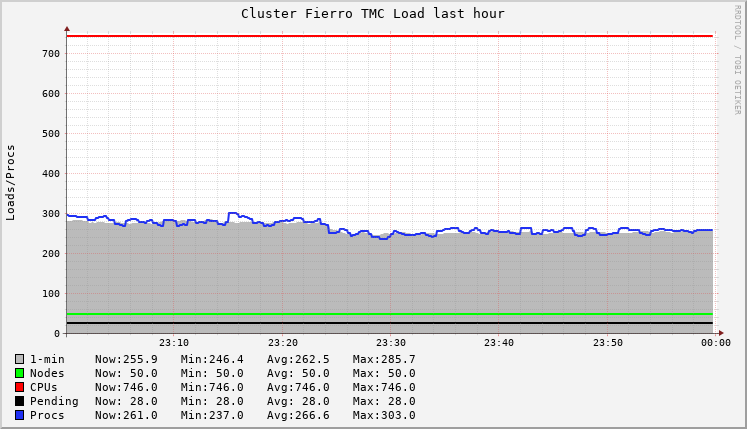 Cluster Fierro TMC Load last hour
RRDTOOL / TOBI OETIKER
Loads/Procs
700
600
500
400
300
200
100
0
23:10 23:20 23:30 23:40 23:50 00:00
1-min Now:255.9 Min:246.4 Avg:262.5 Max:285.7
Nodes Now: 50.0 Min: 50.0 Avg: 50.0 Max: 50.0
CPUs Now:746.0 Min:746.0 Avg:746.0 Max:746.0
Pending Now: 28.0 Min: 28.0 Avg: 28.0 Max: 28.0
Procs Now:261.0 Min:237.0 Avg:266.6 Max:303.0